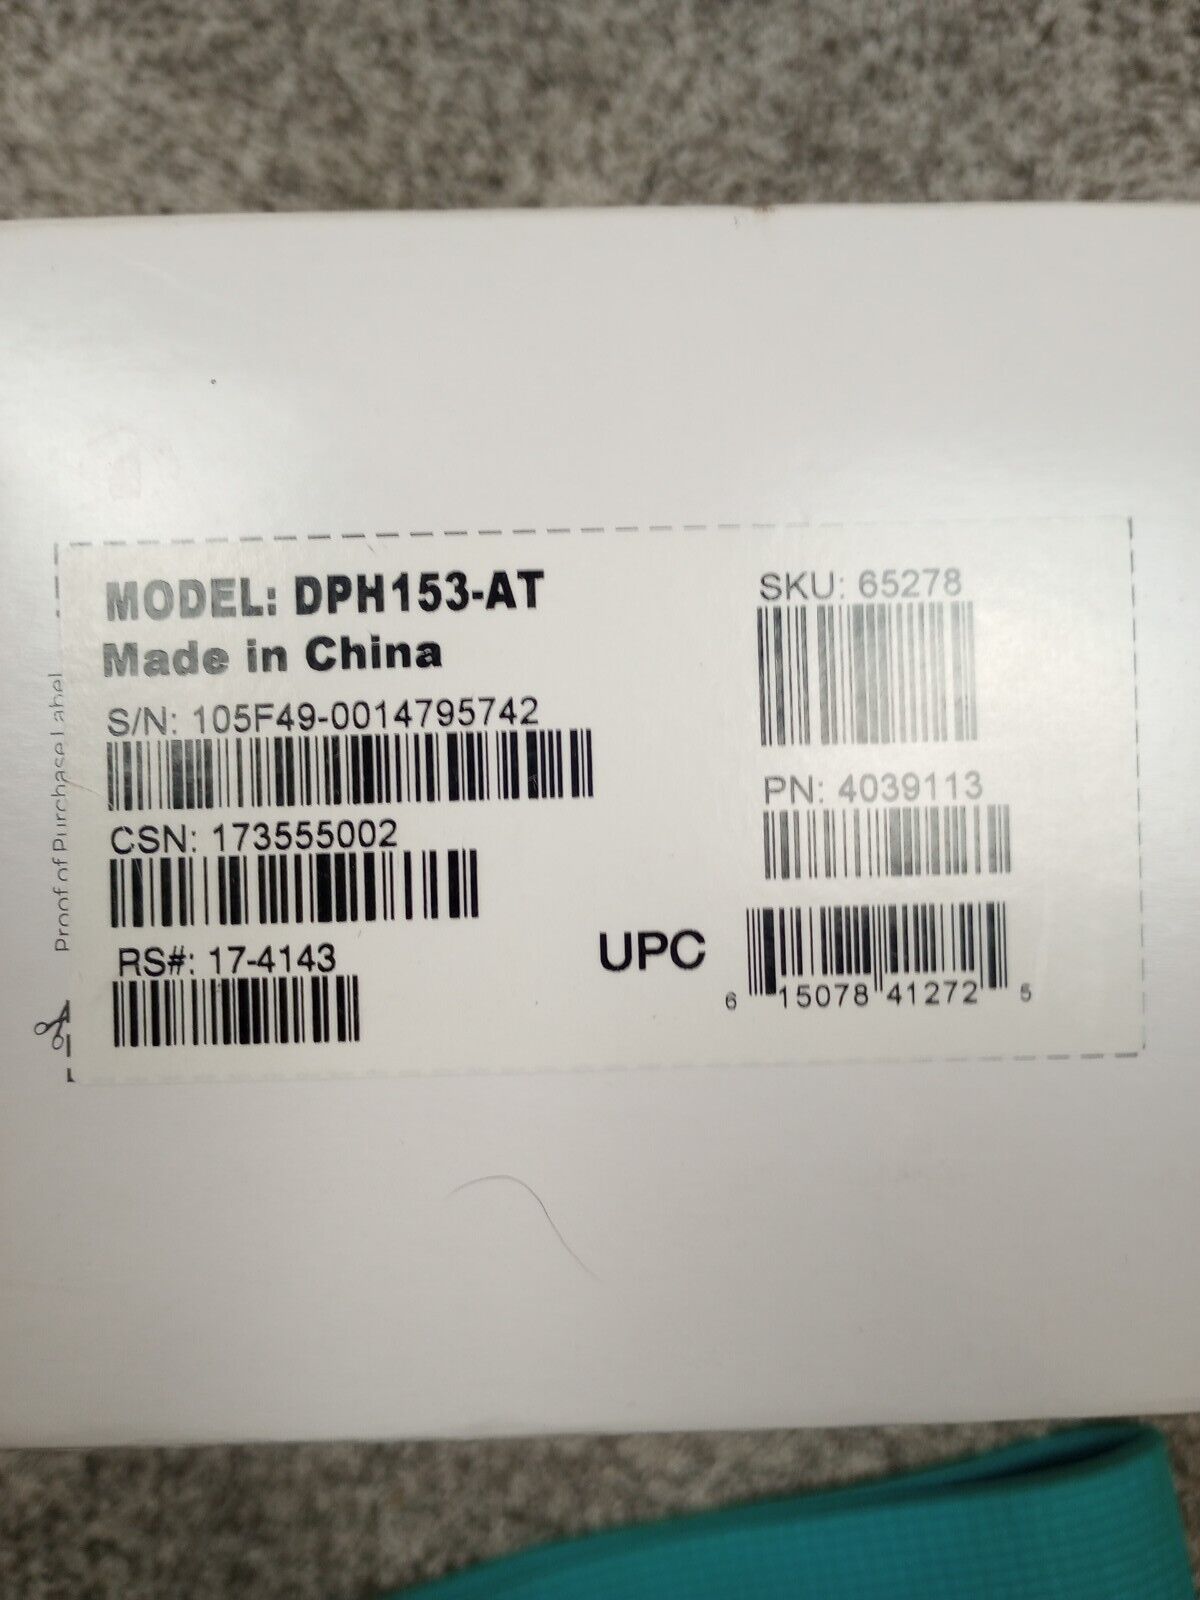 MODEL: DPH153-AT
Made in China
S/N: 105F49-0014795742
CSN: 173555002
RS#: 17-4143
SKU: 65278
PN: 4039113
UPC
6 15078 41272 5
Proof of Purchase Label